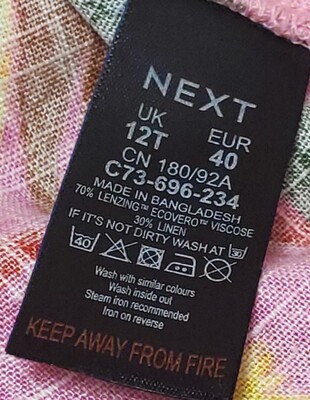 NEXT
UK EUR
12T 40
CN 180/92A
C73-696-234
MADE IN BANGLADESH
70% LENZING™ ECOVERO™ VISCOSE
30% LINEN
IF IT'S NOT DIRTY WASH AT 30
40
Wash with similar colours
Wash inside out
Steam iron recommended
Iron on reverse
KEEP AWAY FROM FIRE